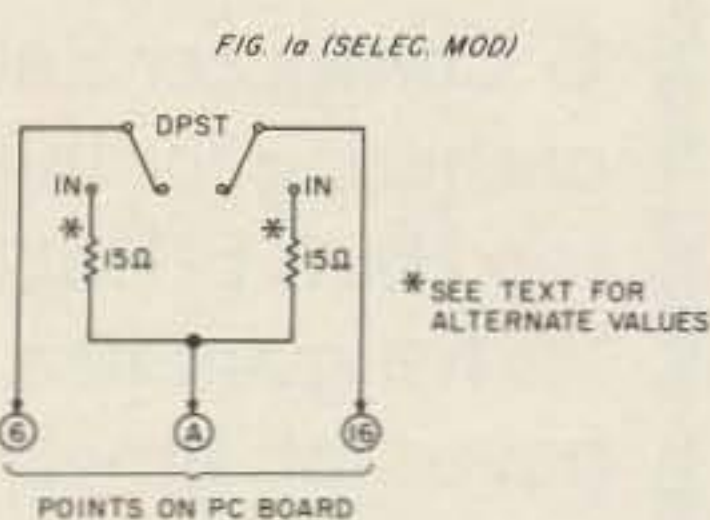 FIG. 1a (SELEC. MOD)
DPST
IN
IN
*
*
15Ω
15Ω
* SEE TEXT FOR
ALTERNATE VALUES
6
A
16
POINTS ON PC BOARD